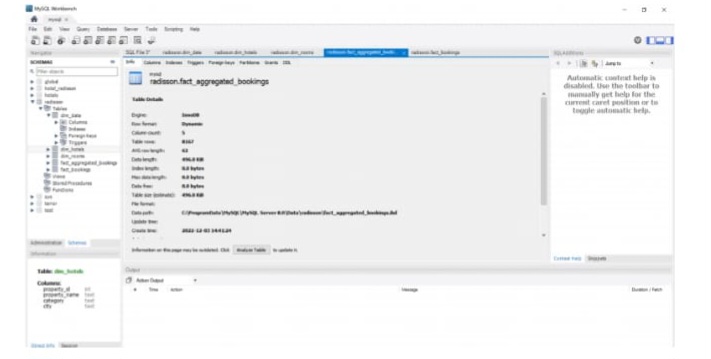 MySQL Workbench
mysql
File Edit View Query Database Server Tools Scripting Help
Navigator
SQL File 5* radisson.dim_date radisson.dim_hotels radisson.dim_rooms radisson.fact_aggregated_book... radisson.fact_bookings
SQLAdditions
SCHEMAS
Info Columns Indexes Triggers Foreign keys Partitions Grants DDL
Jump to
Filter objects
global
hotel_radisson
hotels
radisson
Tables
dim_date
Columns
Indexes
Foreign Keys
Triggers
dim_hotels
dim_rooms
fact_aggregated_bookings
fact_bookings
Views
Stored Procedures
Functions
sys
test
mysql
radisson.fact_aggregated_bookings
Table Details
Engine: InnoDB
Row format: Dynamic
Column count: 5
Table rows: 8167
AVG row length: 62
Data length: 496.0 KiB
Index length: 0.0 bytes
Max data length: 0.0 bytes
Data free: 0.0 bytes
Table size (estimate): 496.0 KiB
File format:
Data path: C:\ProgramData\MySQL\MySQL Server 8.0\Data\radisson\fact_aggregated_bookings.ibd
Update time:
Create time: 2023-12-03 14:41:24
Information on this page may be outdated. Click Analyze Table to update it.
Automatic context help is
disabled. Use the toolbar to
manually get help for the
current caret position or to
toggle automatic help.
Context Help Snippets
Administration Schemas
Information
Table: dim_hotels
Columns:
property_id int
property_name text
category text
city text
Object Info Session
Output
Action Output
# Time Action Message Duration / Fetch